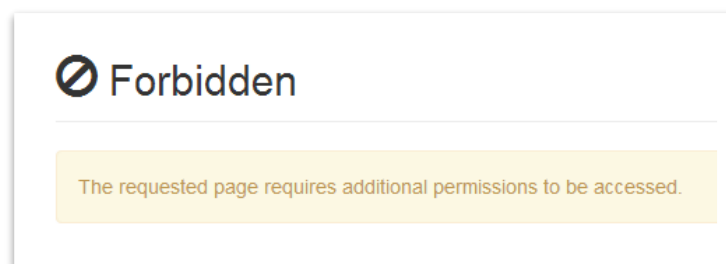 Forbidden
The requested page requires additional permissions to be accessed.